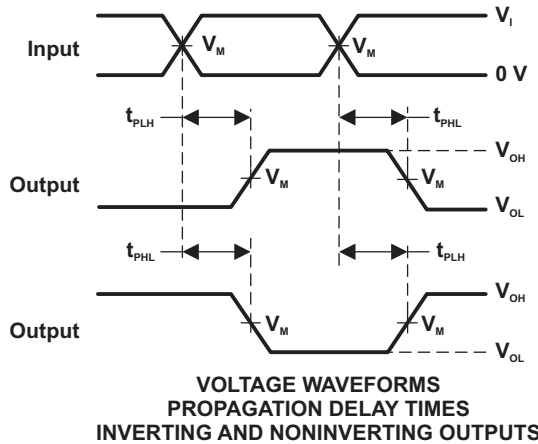 Input
V_M
V_M
V_I
0 V
t_PLH
t_PHL
Output
V_M
V_M
V_OH
V_OL
t_PHL
t_PLH
Output
V_M
V_M
V_OH
V_OL
VOLTAGE WAVEFORMS
PROPAGATION DELAY TIMES
INVERTING AND NONINVERTING OUTPUTS